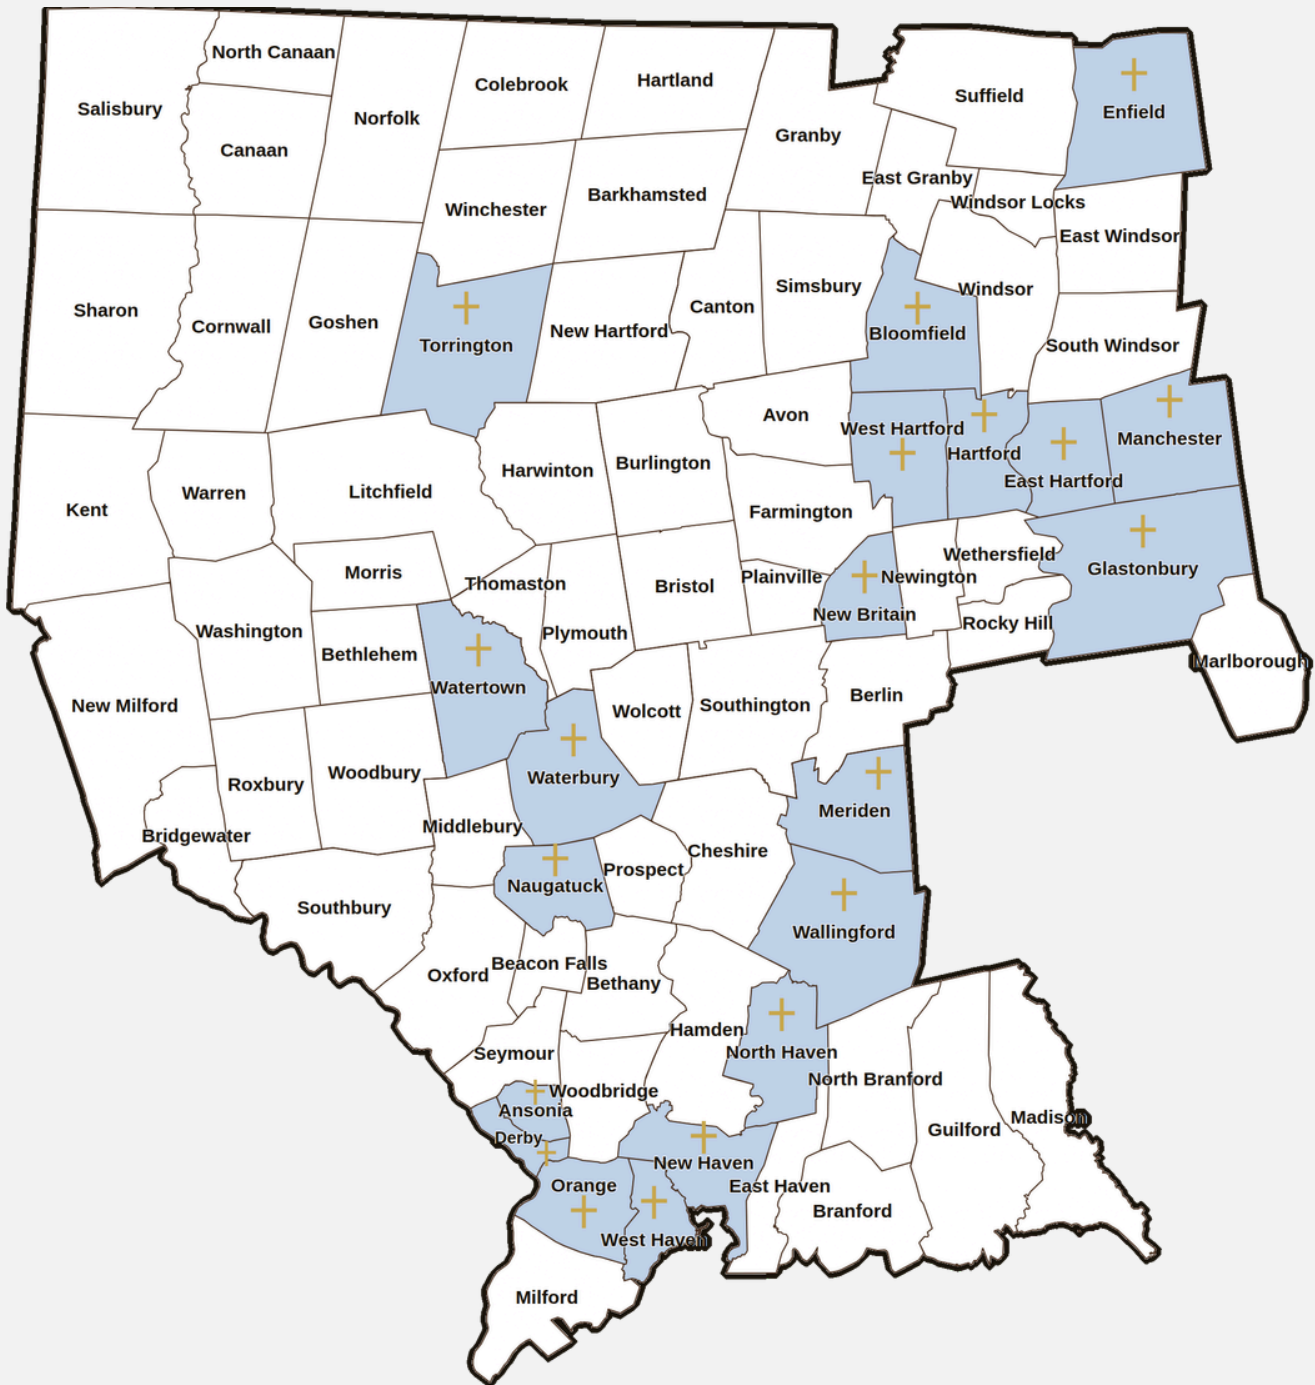 North Canaan
Salisbury
Colebrook
Hartland
Suffield
Enfield
Norfolk
Granby
Canaan
East Granby
Barkhamsted
Windsor Locks
Winchester
East Windsor
Simsbury
Windsor
Sharon
Canton
Goshen
Cornwall
New Hartford
Bloomfield
Torrington
South Windsor
Avon
West Hartford
Manchester
Hartford
Burlington
Harwinton
East Hartford
Litchfield
Warren
Kent
Farmington
Wethersfield
Glastonbury
Morris
Plainville
Newington
Thomaston
Bristol
New Britain
Rocky Hill
Washington
Plymouth
Bethlehem
Marlborough
Watertown
Berlin
New Milford
Southington
Wolcott
Woodbury
Waterbury
Roxbury
Meriden
Middlebury
Bridgewater
Cheshire
Prospect
Naugatuck
Southbury
Wallingford
Beacon Falls
Oxford
Bethany
Hamden
Seymour
North Haven
North Branford
Woodbridge
Ansonia
Madison
Guilford
Derby
New Haven
Orange
East Haven
Branford
West Haven
Milford